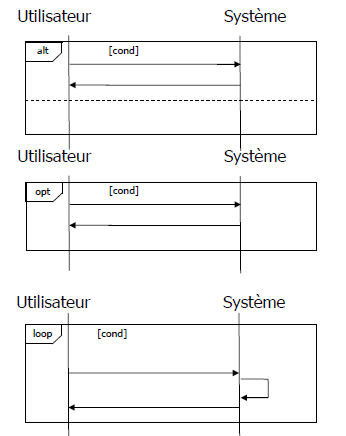 Utilisateur Système
alt [cond]
Utilisateur Système
opt [cond]
Utilisateur Système
loop [cond]